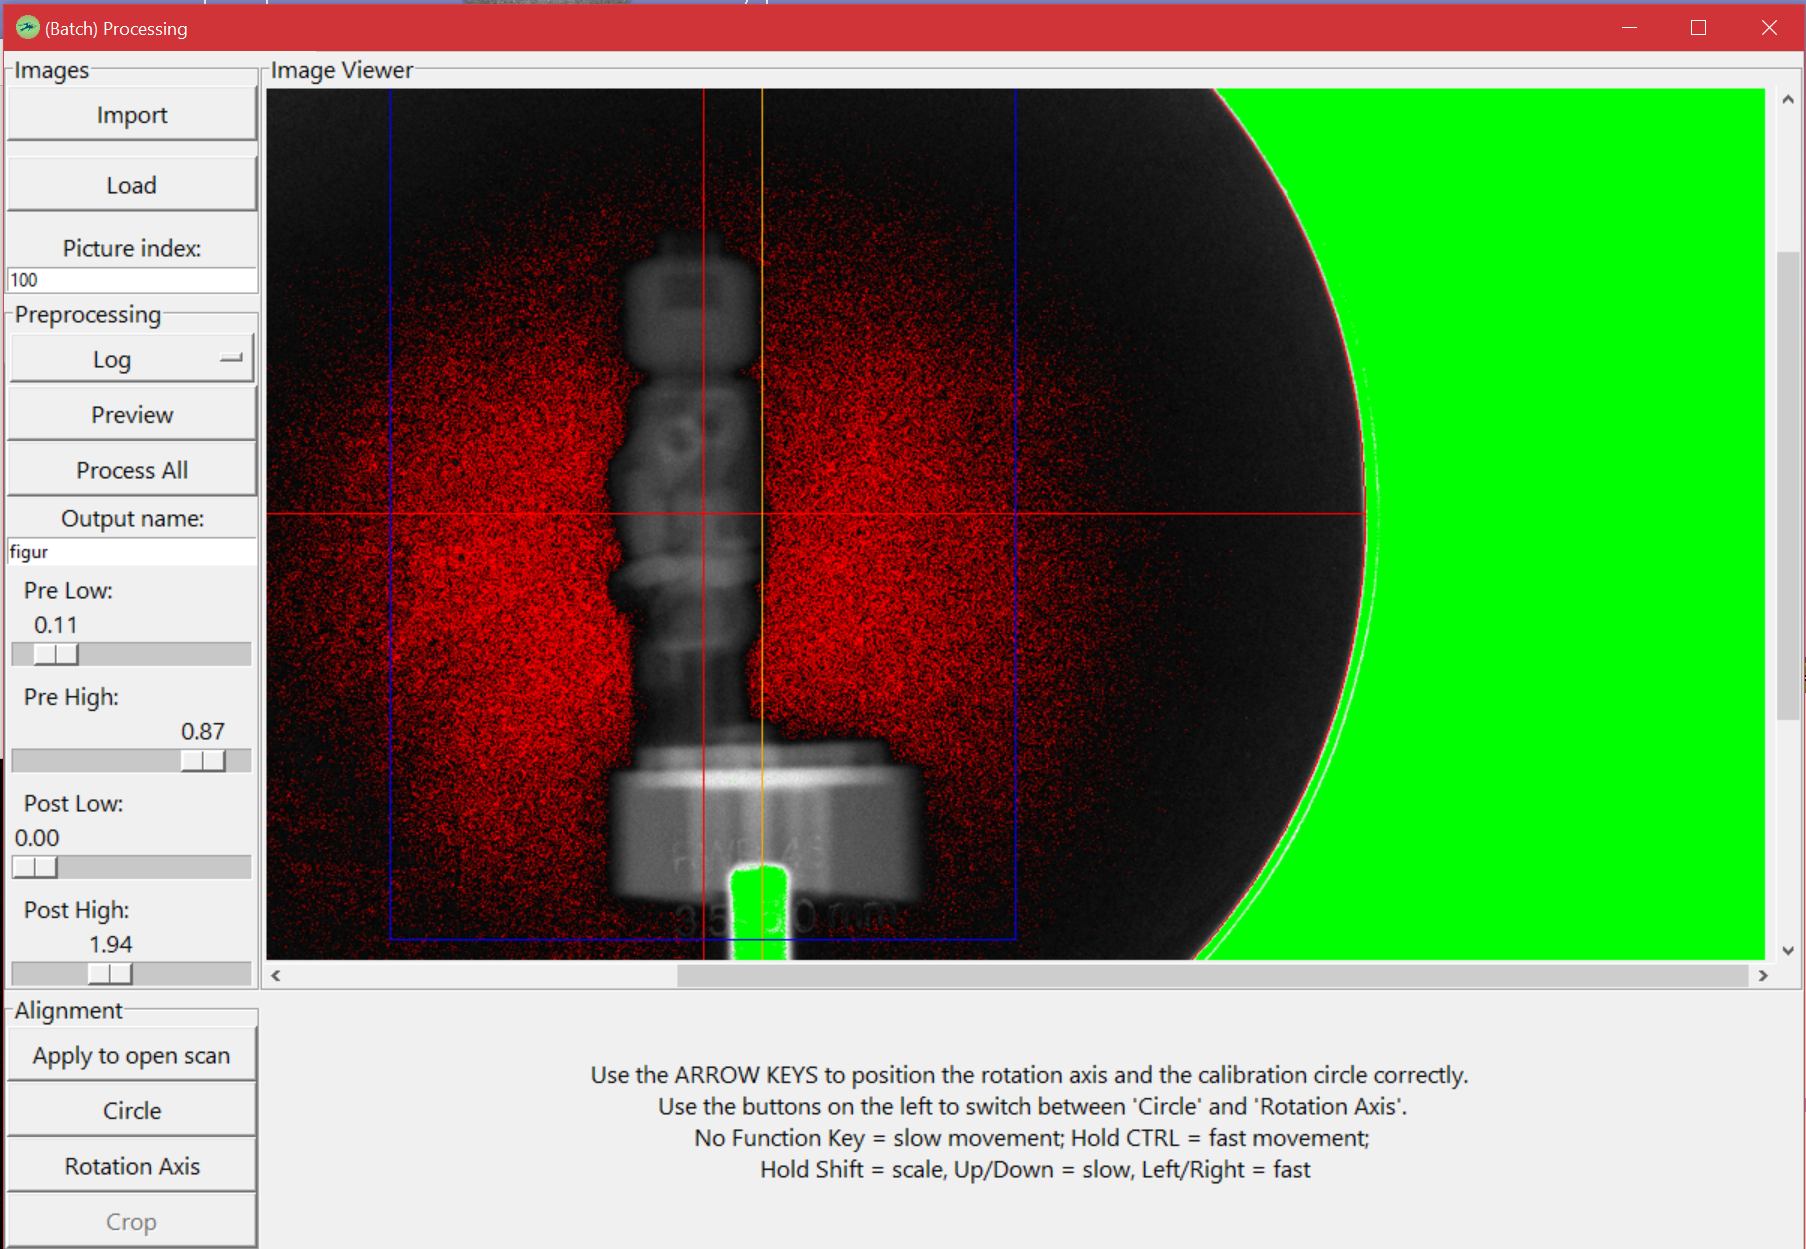 (Batch) Processing
Images
Import
Load
Picture index:
100
Preprocessing
Log
Preview
Process All
Output name:
figur
Pre Low:
0.11
Pre High:
0.87
Post Low:
0.00
Post High:
1.94
Alignment
Apply to open scan
Circle
Rotation Axis
Crop
Image Viewer
mm
Use the ARROW KEYS to position the rotation axis and the calibration circle correctly.
Use the buttons on the left to switch between 'Circle' and 'Rotation Axis'.
No Function Key = slow movement; Hold CTRL = fast movement;
Hold Shift = scale, Up/Down = slow, Left/Right = fast